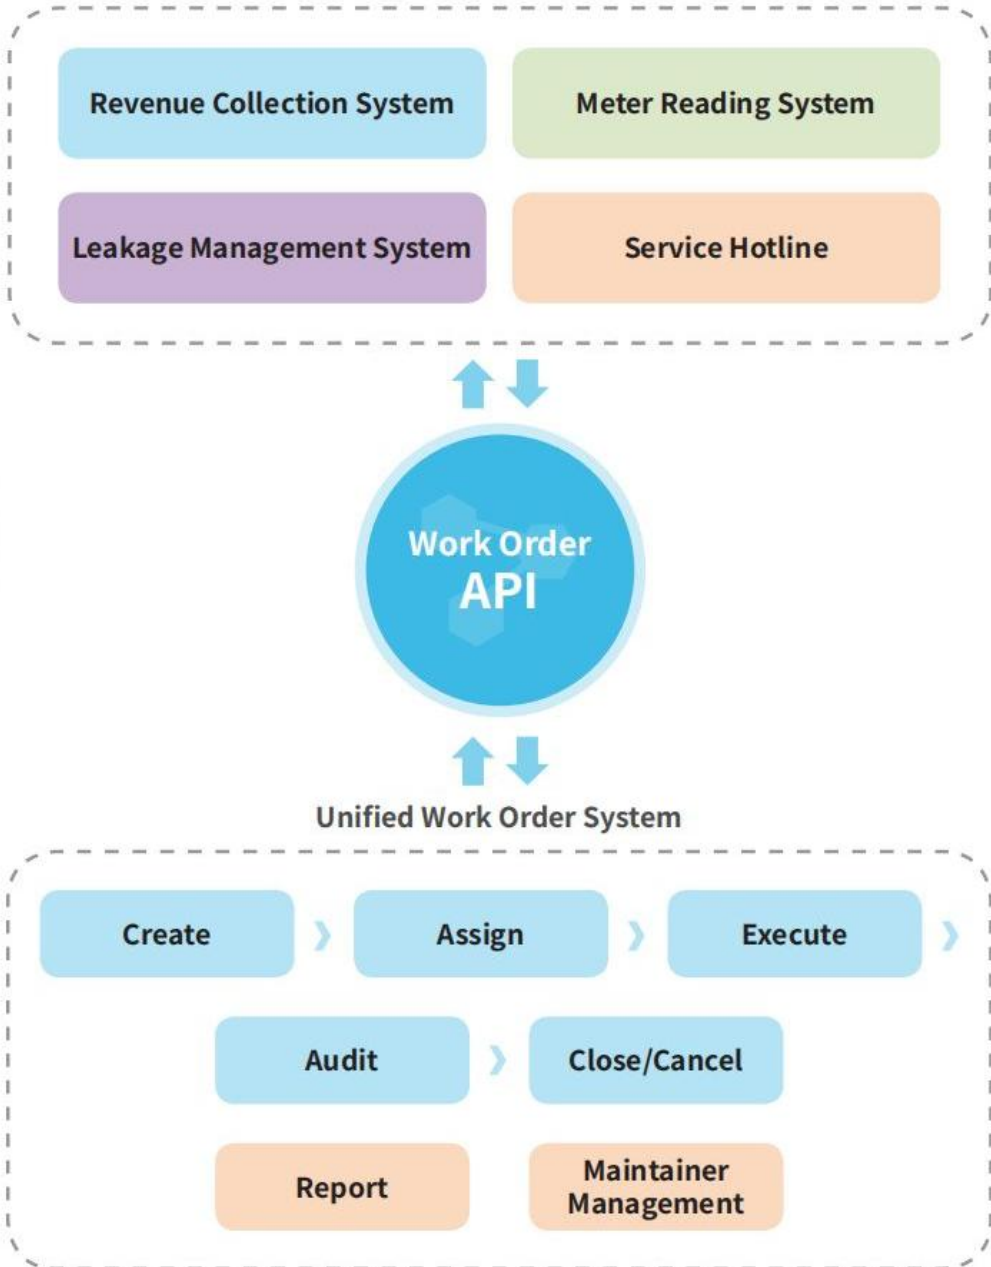 Revenue Collection System
Meter Reading System
Leakage Management System
Service Hotline
Work Order
API
Unified Work Order System
Create
Assign
Execute
Audit
Close/Cancel
Report
Maintainer
Management